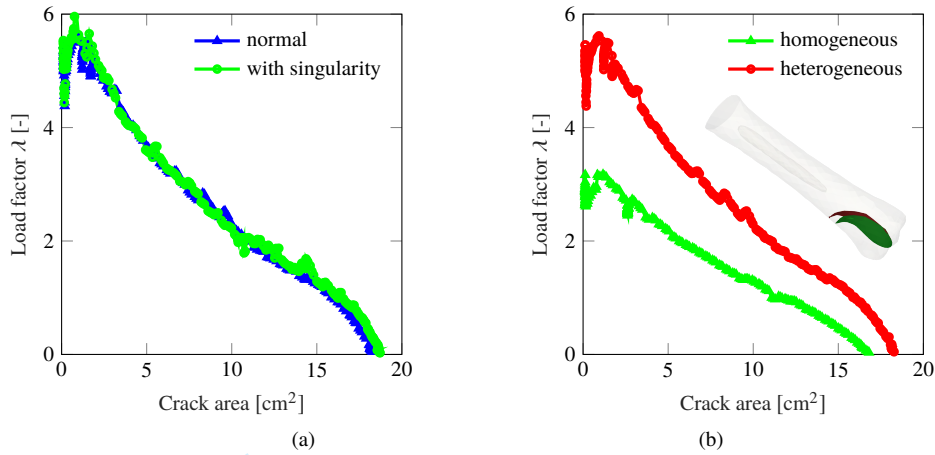 6
4
2
0
0
5
10
15
20
Load factor λ [-]
Crack area [cm²]
normal
with singularity
(a)
6
4
2
0
0
5
10
15
20
Load factor λ [-]
Crack area [cm²]
homogeneous
heterogeneous
(b)